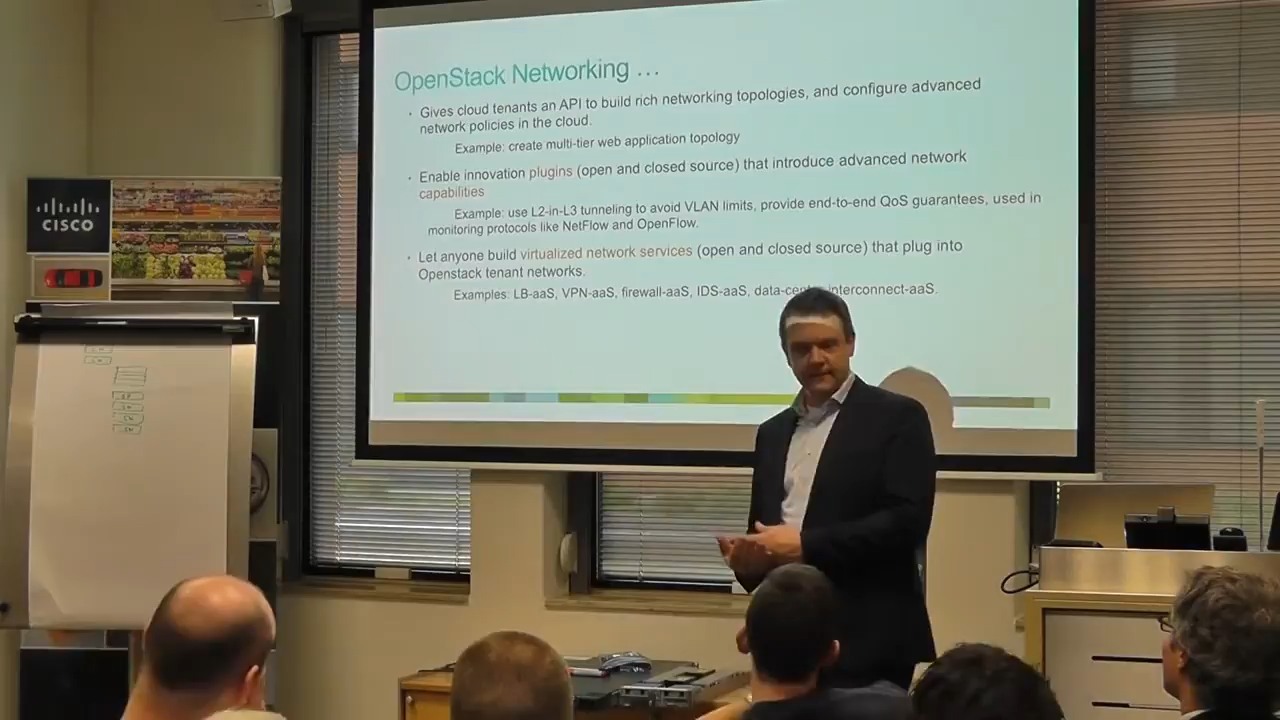 OpenStack Networking ...
• Gives cloud tenants an API to build rich networking topologies, and configure advanced
network policies in the cloud.
Example: create multi-tier web application topology
• Enable innovation plugins (open and closed source) that introduce advanced network
capabilities
Example: use L2-in-L3 tunneling to avoid VLAN limits, provide end-to-end QoS guarantees, used in
monitoring protocols like NetFlow and OpenFlow.
• Let anyone build virtualized network services (open and closed source) that plug into
Openstack tenant networks.
Examples: LB-aaS, VPN-aaS, firewall-aaS, IDS-aaS, interconnect-aaS.
CISCO